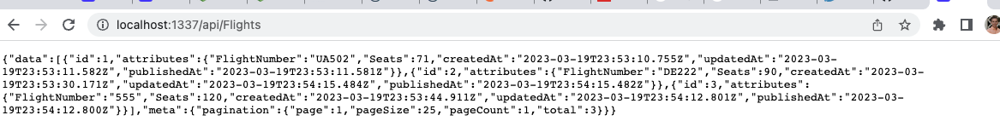 localhost:1337/api/Flights
{"data":[{"id":1,"attributes":{"FlightNumber":"UA502","Seats":71,"createdAt":"2023-03-19T23:53:10.755Z","updatedAt":"2023-03-
19T23:53:11.582Z","publishedAt":"2023-03-19T23:53:11.581Z"}},{"id":2,"attributes":{"FlightNumber":"DE222","Seats":90,"createdAt":"2023-03-
19T23:53:30.171Z","updatedAt":"2023-03-19T23:54:15.484Z","publishedAt":"2023-03-19T23:54:15.482Z"}},{"id":3,"attributes":
{"FlightNumber":"555","Seats":120,"createdAt":"2023-03-19T23:53:44.911Z","updatedAt":"2023-03-19T23:54:12.801Z","publishedAt":"2023-03-
19T23:54:12.800Z"}}],"meta":{"pagination":{"page":1,"pageSize":25,"pageCount":1,"total":3}}}